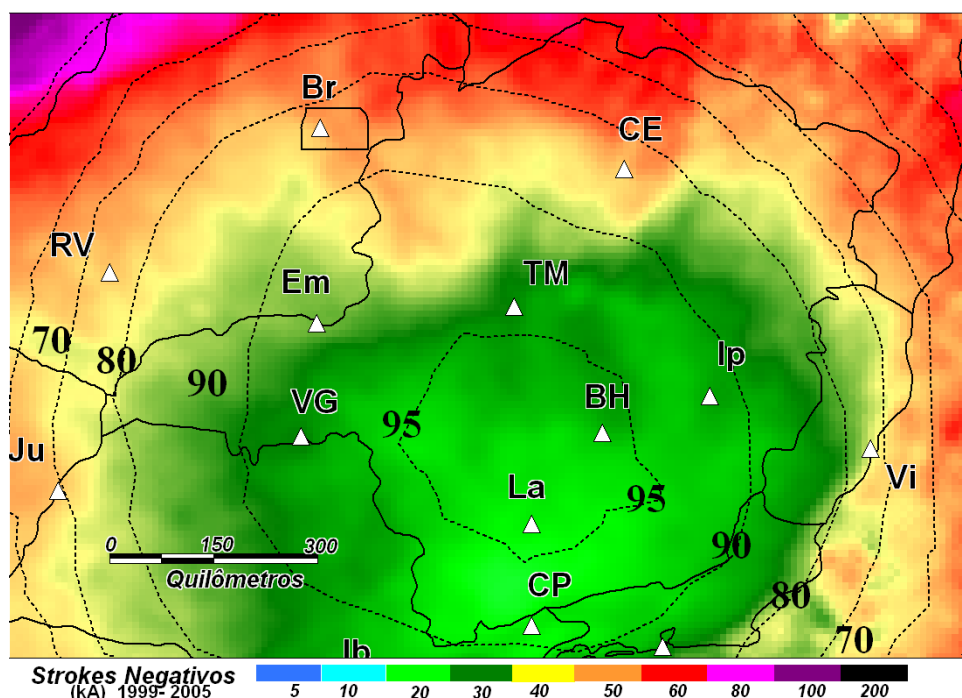 Br
CE
RV
Em
TM
70
80
90
Ip
VG
95
BH
Ju
La
95
Vi
90
0 150 300
Quilômetros
CP
80
70
Ib
Strokes Negativos
(kA) 1999-2005
5 10 20 30 40 50 60 80 100 200